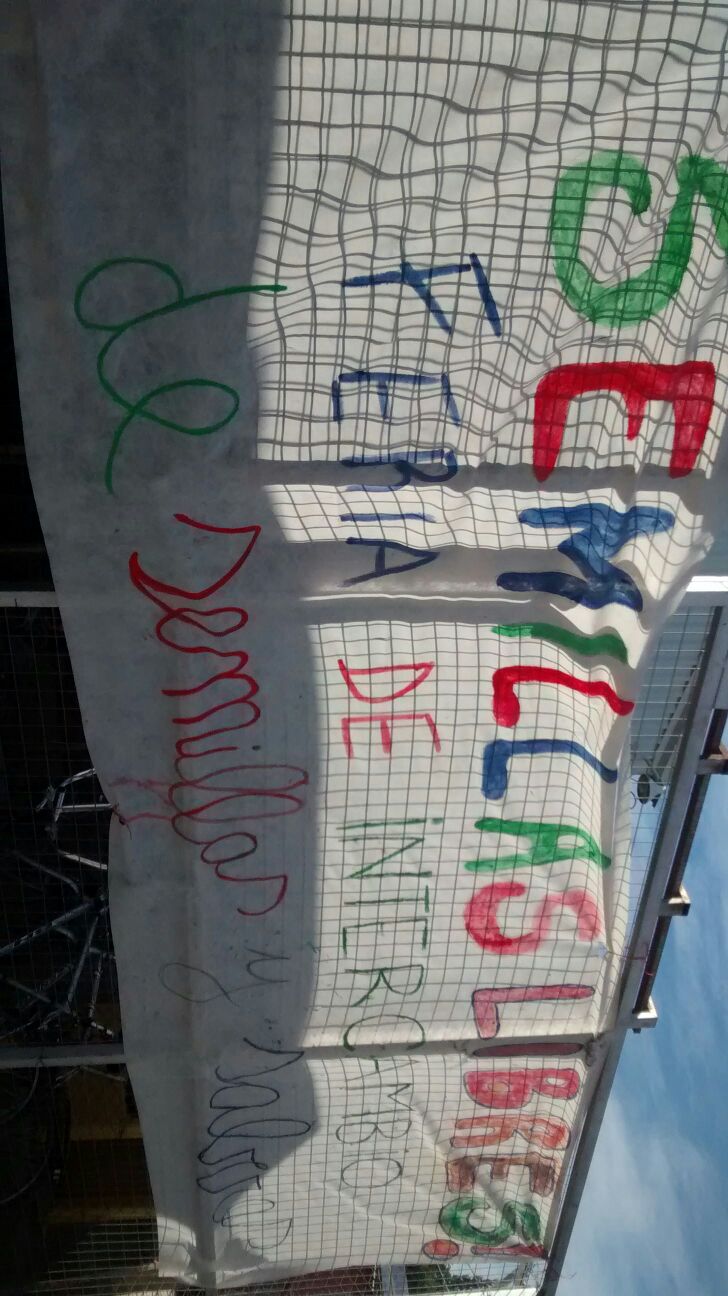 SEMILLAS LIBRES!
FERIA DE iNTERCAMBiO
de Semillas y Saberes